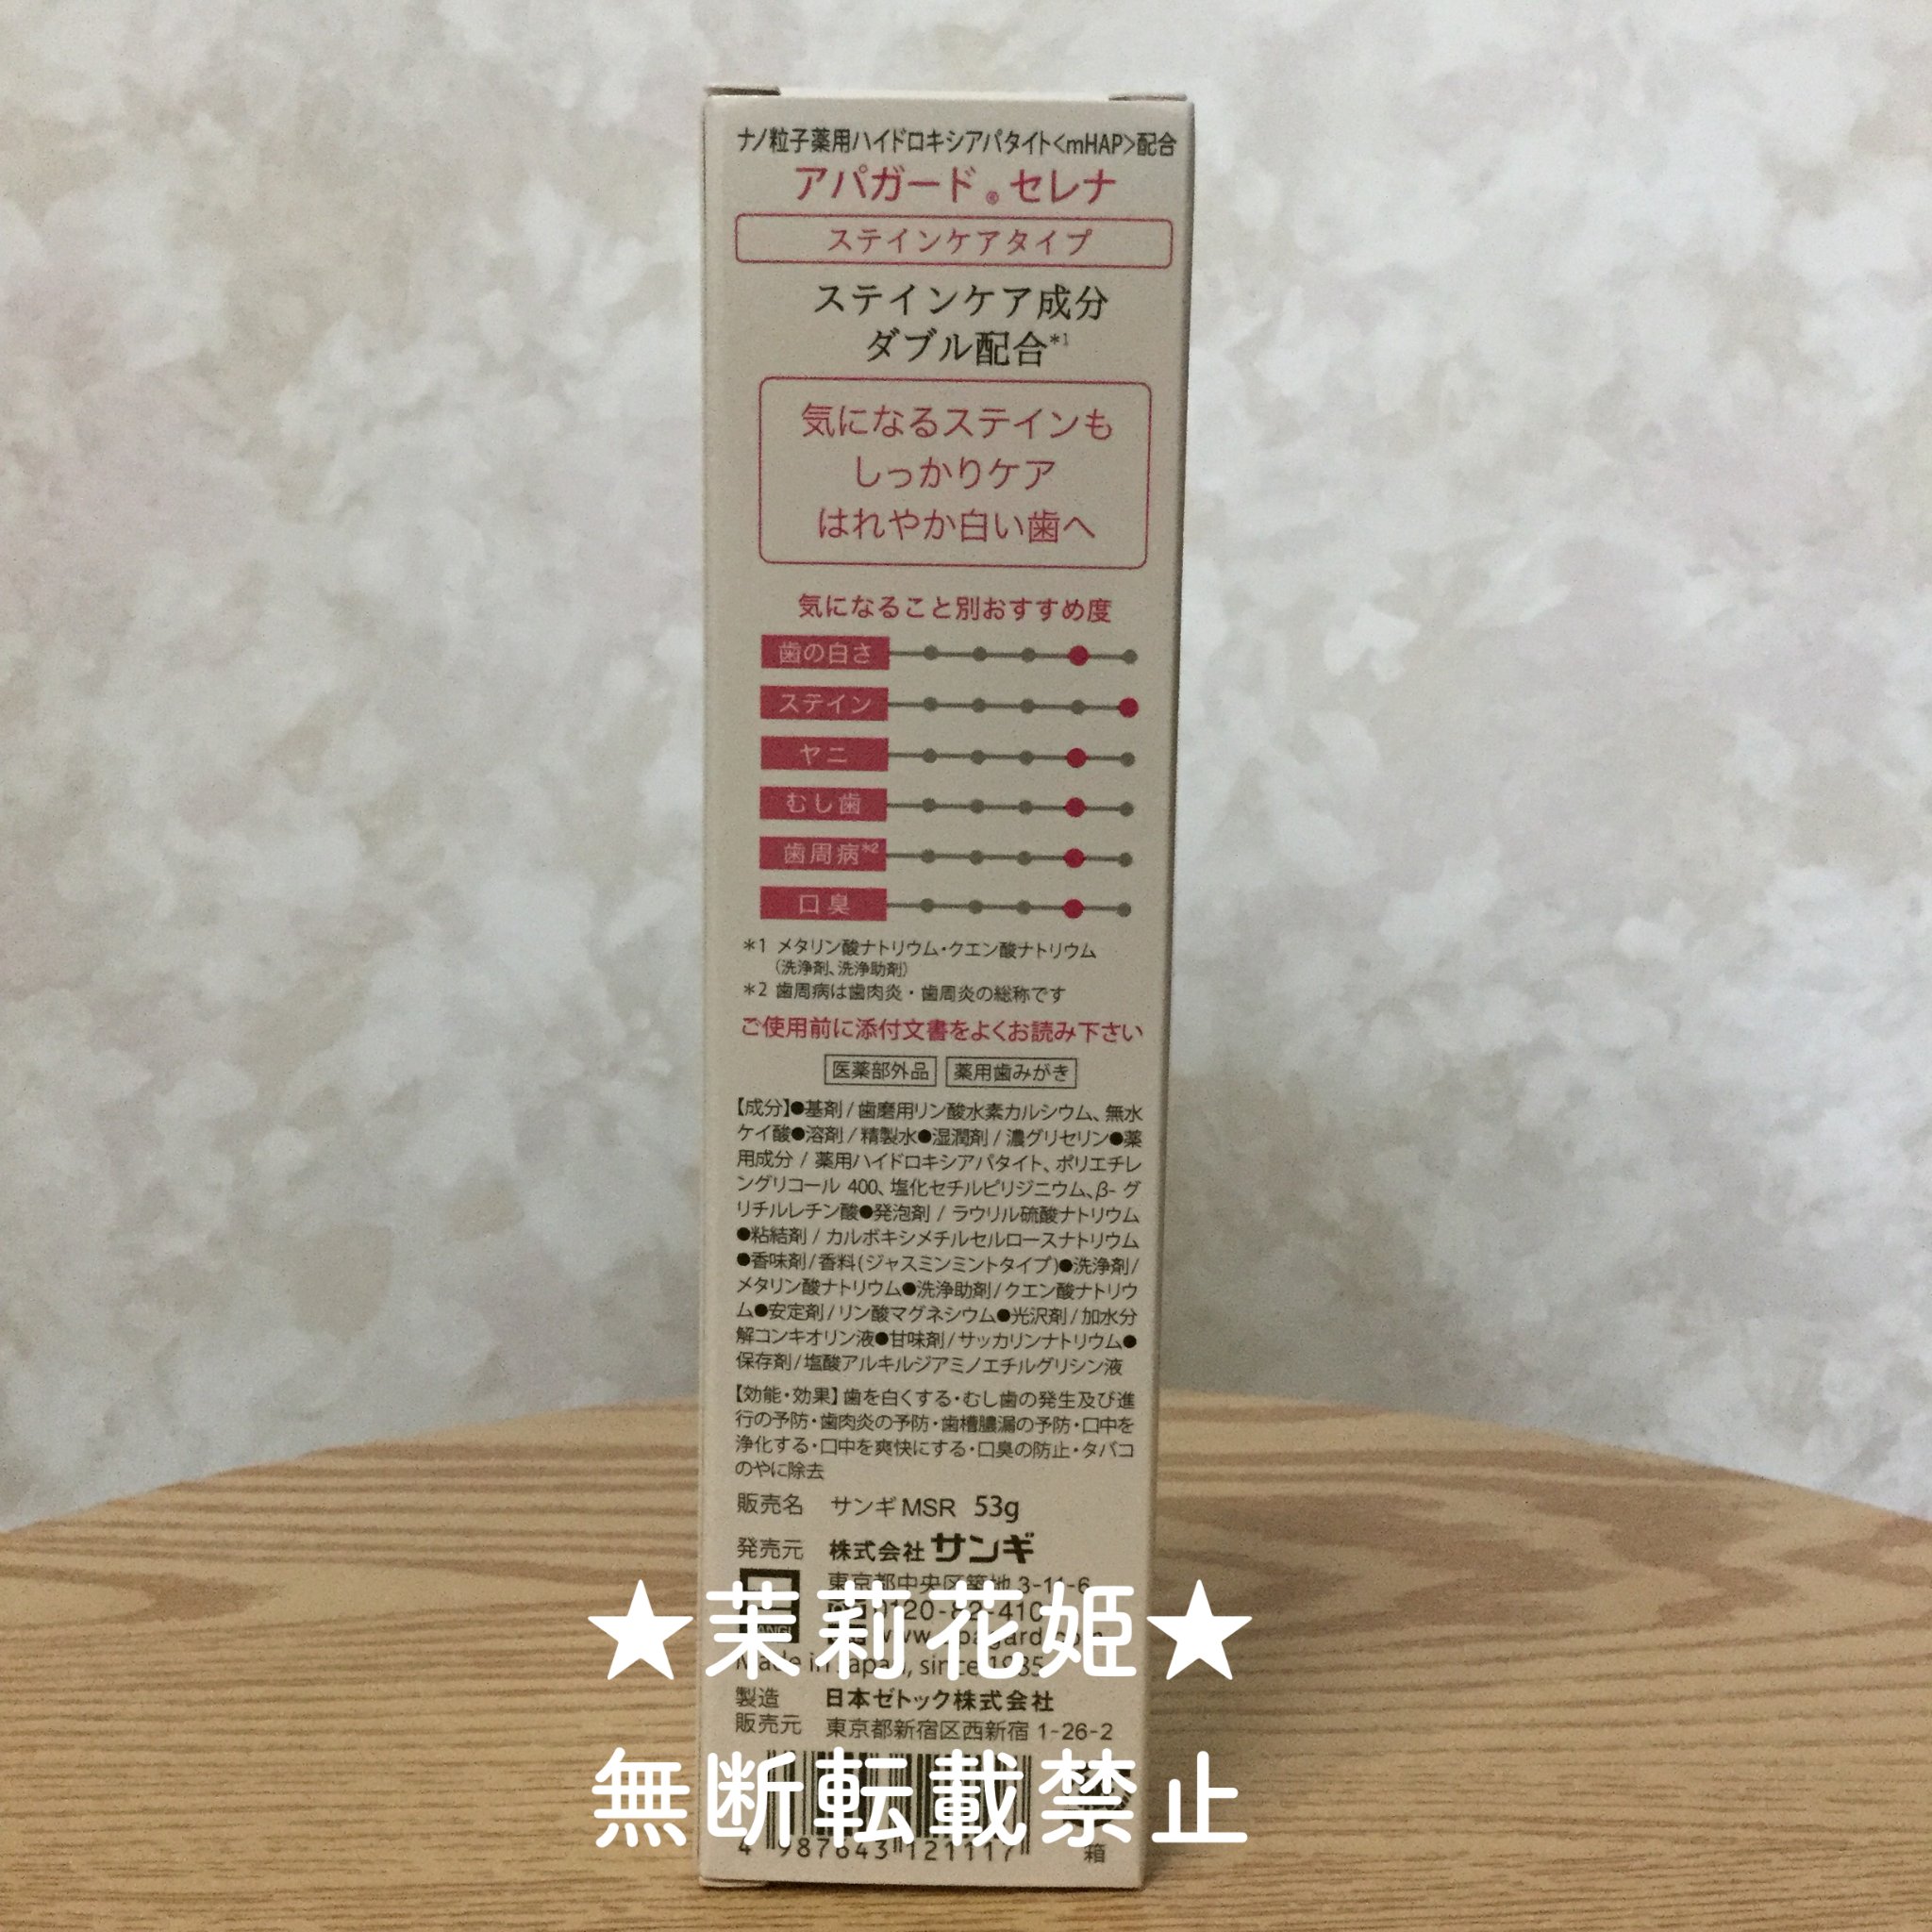 ナノ粒子薬用ハイドロキシアパタイト<mHAP>配合
アパガード®セレナ
ステインケアタイプ
ステインケア成分
ダブル配合*1
気になるステインも
しっかりケア
はれやか白い歯へ
気になること別おすすめ度
歯の白さ
ステイン
ヤニ
むし歯
歯周病*2
口臭
*1 メタリン酸ナトリウム・クエン酸ナトリウム
(洗浄剤、洗浄助剤)
*2 歯周病は歯肉炎・歯周炎の総称です
ご使用前に添付文書をよくお読み下さい
医薬部外品 薬用歯みがき
【成分】●基剤/歯磨用リン酸水素カルシウム、無水
ケイ酸●溶剤/精製水●湿潤剤/濃グリセリン●薬
用成分/薬用ハイドロキシアパタイト、ポリエチレ
ングリコール 400、塩化セチルピリジニウム、β-グ
リチルレチン酸●発泡剤/ラウリル硫酸ナトリウム
●粘結剤/カルボキシメチルセルロースナトリウム
●香味剤/香料(ジャスミンミントタイプ)●洗浄剤/
メタリン酸ナトリウム●洗浄助剤/クエン酸ナトリウ
ム●安定剤/リン酸マグネシウム●光沢剤/加水分
解コンキオリン液●甘味剤/サッカリンナトリウム●
保存剤/塩酸アルキルジアミノエチルグリシン液
【効能・効果】歯を白くする・むし歯の発生及び進
行の予防・歯肉炎の予防・歯槽膿漏の予防・口中を
浄化する・口中を爽快にする・口臭の防止・タバコ
のやに除去
販売名 サンギMSR 53g
発売元 株式会社サンギ
東京都中央区築地 3-11-6
0120-82-410
★茉莉花姫★
Made in Japan, since 1985
製造 日本ゼトック株式会社
販売元 東京都新宿区西新宿 1-26-2
無断転載禁止
4 987643 121117
箱